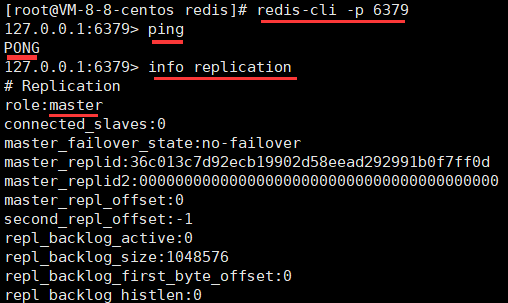 [root@VM-8-8-centos redis]# redis-cli -p 6379
127.0.0.1:6379> ping
PONG
127.0.0.1:6379> info replication
# Replication
role:master
connected_slaves:0
master_failover_state:no-failover
master_replid:36c013c7d92ecb19902d58eead292991b0f7ff0d
master_replid2:0000000000000000000000000000000000000000
master_repl_offset:0
second_repl_offset:-1
repl_backlog_active:0
repl_backlog_size:1048576
repl_backlog_first_byte_offset:0
repl_backlog_histlen:0